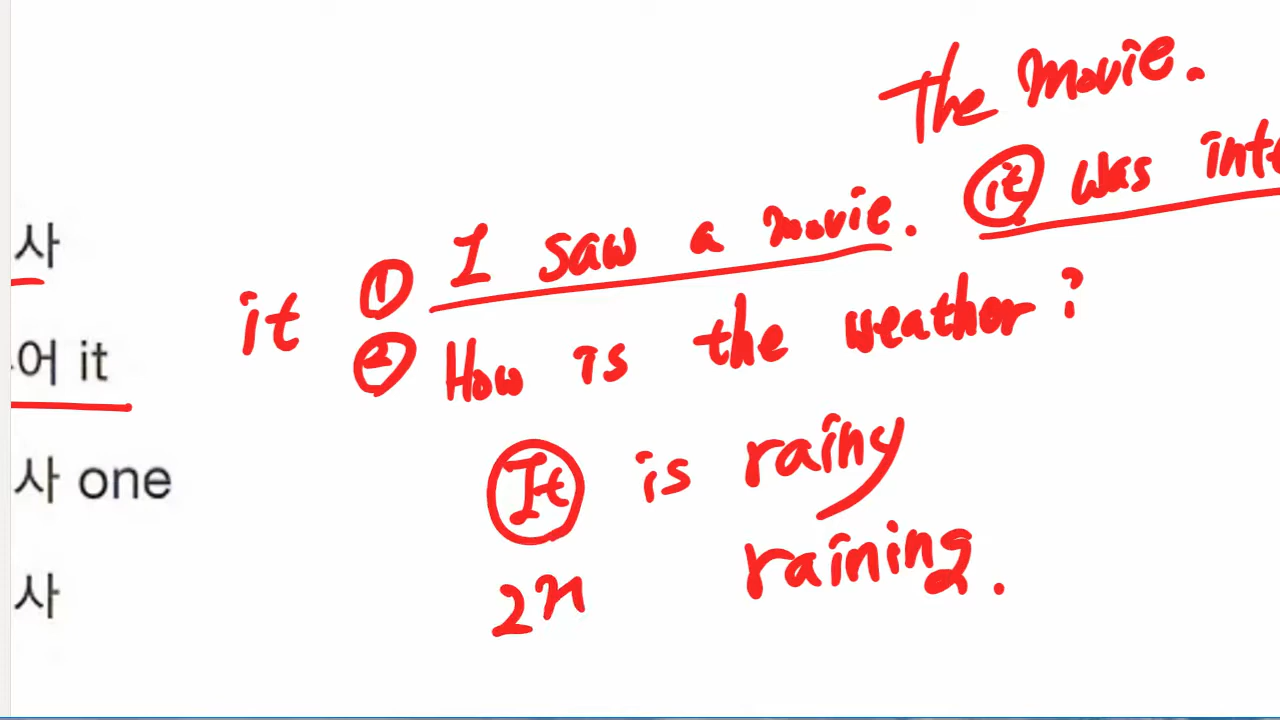 The movie.
사
it ① I saw a movie. it was inte
② How is the weather?
어 it
It is rainy
사 one
raining.
사